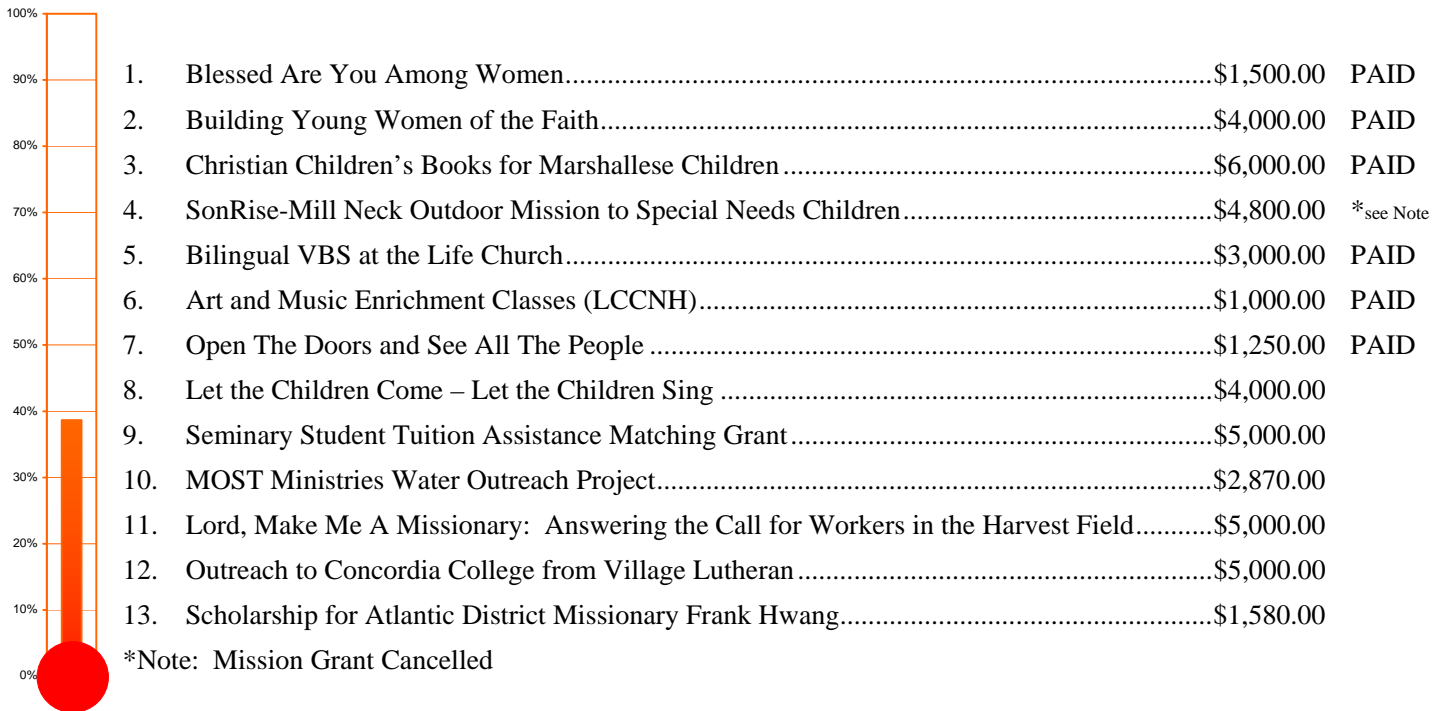 100%
90%
80%
70%
60%
50%
40%
30%
20%
10%
0%
1. Blessed Are You Among Women...$1,500.00 PAID
2. Building Young Women of the Faith...$4,000.00 PAID
3. Christian Children’s Books for Marshallese Children...$6,000.00 PAID
4. SonRise-Mill Neck Outdoor Mission to Special Needs Children...$4,800.00 *see Note
5. Bilingual VBS at the Life Church...$3,000.00 PAID
6. Art and Music Enrichment Classes (LCCNH)...$1,000.00 PAID
7. Open The Doors and See All The People...$1,250.00 PAID
8. Let the Children Come – Let the Children Sing...$4,000.00
9. Seminary Student Tuition Assistance Matching Grant...$5,000.00
10. MOST Ministries Water Outreach Project...$2,870.00
11. Lord, Make Me A Missionary: Answering the Call for Workers in the Harvest Field...$5,000.00
12. Outreach to Concordia College from Village Lutheran...$5,000.00
13. Scholarship for Atlantic District Missionary Frank Hwang...$1,580.00
*Note: Mission Grant Cancelled